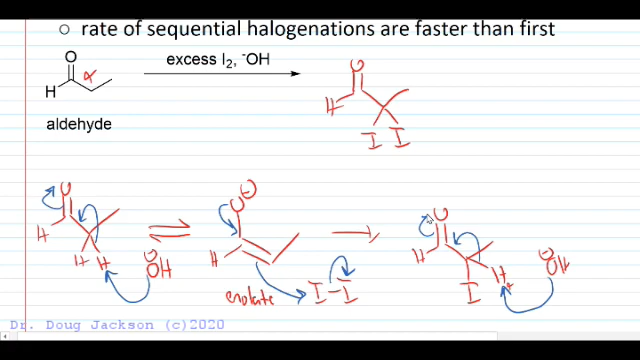 ○ rate of sequential halogenations are faster than first
O
α
excess I₂, ⁻OH
O
H
H
aldehyde
I I
O
O ⊖
O
H
H
H
H H
⊖
OH
I
H
⊖
OH
enolate
I-I
Dr. Doug Jackson (c)2020